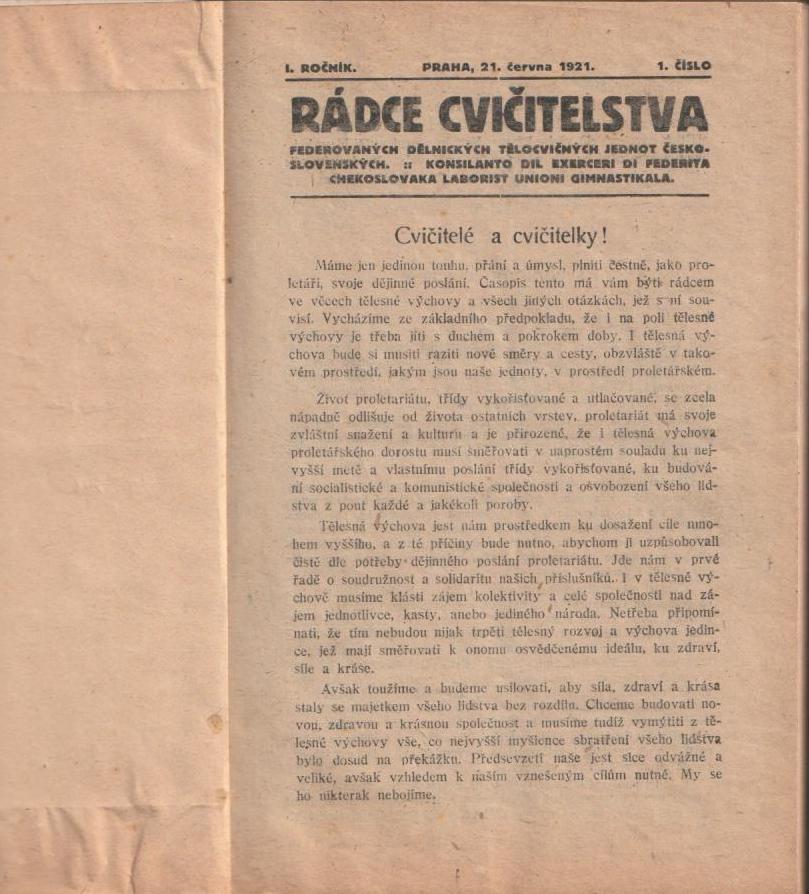 I. ROČNÍK. PRAHA, 21. června 1921. 1. ČÍSLO
RÁDCE CVIČITELSTVA
FEDEROVANÝCH DĚLNICKÝCH TĚLOCVIČNÝCH JEDNOT ČESKO-
SLOVENSKÝCH. :: KONSILANTO DIL EXERCERI DI FEDERITA
CHEKOSLOVAKA LABORIST UNIONI GIMNASTIKALA.
Cvičitelé a cvičitelky!
Máme jen jedinou touhu, přání a úmysl, plniti čestně, jako pro-
letáři, svoje dějinné poslání. Časopis tento má vám býti rádcem
ve věcech tělesné výchovy a všech jiných otázkách, jež s ní sou-
visí. Vycházíme ze základního předpokladu, že i na poli tělesné
výchovy je třeba jíti s duchem a pokrokem doby. I tělesná vý-
chova bude si musiti raziti nové směry a cesty, obzvláště v tako-
vém prostředí, jakým jsou naše jednoty, v prostředí proletářském.
Život proletariátu, třídy vykořisťované a utlačované, se zcela
nápadně odlišuje od života ostatních vrstev, proletariát má svoje
zvláštní snažení a kulturu a je přirozené, že i tělesná výchova
proletářského dorostu musí směřovati v naprostém souladu ku nej-
vyšší metě a vlastnímu poslání třídy vykořisťované, ku budová-
ní socialistické a komunistické společnosti a osvobození všeho lid-
stva z pout každé a jakékoli poroby.
Tělesná výchova jest nám prostředkem ku dosažení cíle mno-
hem vyššího, a z té příčiny bude nutno, abychom ji uzpůsobovali
čistě dle potřeby dějinného poslání proletariátu. Jde nám v prvé
řadě o soudružnost a solidaritu našich příslušníků. I v tělesné vý-
chově musíme klásti zájem kolektivity a celé společnosti nad zá-
jem jednotlivce, kasty, anebo jediného národa. Netřeba připomí-
nati, že tím nebudou nijak trpěti tělesný rozvoj a výchova jedin-
ce, jež mají směřovati k onomu osvědčenému ideálu, ku zdraví,
síle a kráse.
Avšak toužíme a budeme usilovati, aby síla, zdraví a krása
staly se majetkem všeho lidstva bez rozdílu. Chceme budovati no-
vou, zdravou a krásnou společnost a musíme tudíž vymýtiti z tě-
lesné výchovy vše, co nejvyšší myšlence sbratření všeho lidstva
bylo dosud na překážku. Předsevzetí naše jest sice odvážné a
veliké, avšak vzhledem k našim vznešeným cílům nutné. My se
ho nikterak nebojíme.